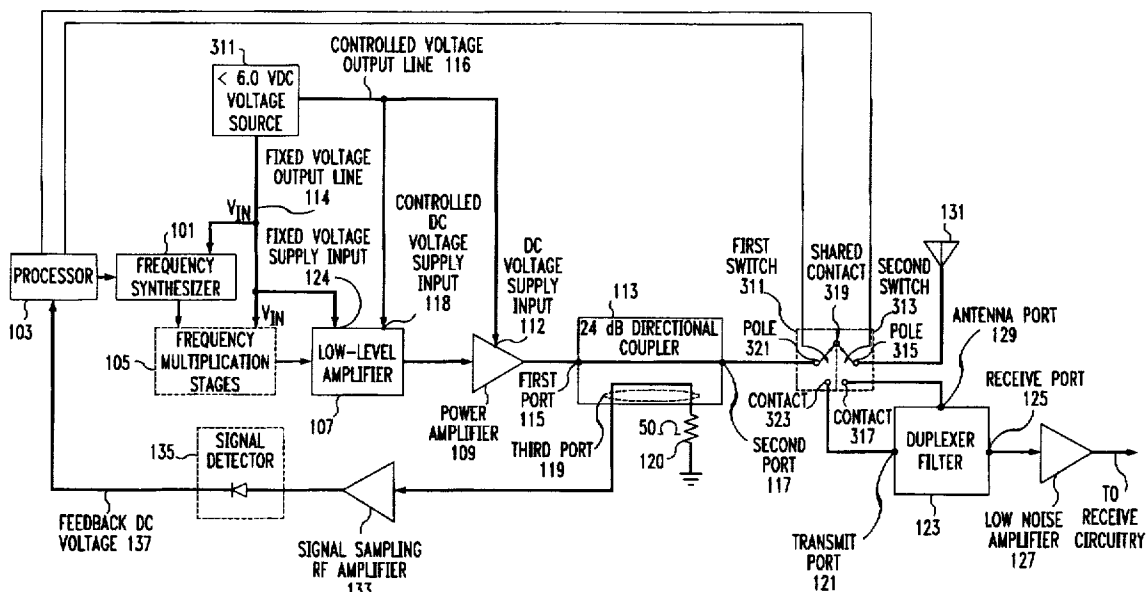 311
< 6.0 VDC
VOLTAGE
SOURCE
CONTROLLED VOLTAGE
OUTPUT LINE 116
FIXED VOLTAGE
OUTPUT LINE
114
VIN
FIXED VOLTAGE
SUPPLY INPUT
124
CONTROLLED DC
VOLTAGE SUPPLY
INPUT
118
DC
VOLTAGE
SUPPLY
INPUT
112
PROCESSOR
103
101
FREQUENCY
SYNTHESIZER
VIN
105
FREQUENCY
MULTIPLICATION
STAGES
LOW-LEVEL
AMPLIFIER
107
POWER
AMPLIFIER
109
113
24 dB DIRECTIONAL
COUPLER
FIRST
PORT
115
THIRD PORT
119
50Ω
120
SECOND
PORT
117
FIRST
SWITCH
311
SHARED
CONTACT
319
SECOND
SWITCH
313
POLE
321
POLE
315
CONTACT
323
CONTACT
317
131
ANTENNA PORT
129
RECEIVE PORT
125
DUPLEXER
FILTER
123
TRANSMIT
PORT
121
LOW NOISE
AMPLIFIER
127
TO
RECEIVE
CIRCUITRY
135
SIGNAL
DETECTOR
FEEDBACK DC
VOLTAGE 137
SIGNAL SAMPLING
RF AMPLIFIER
133